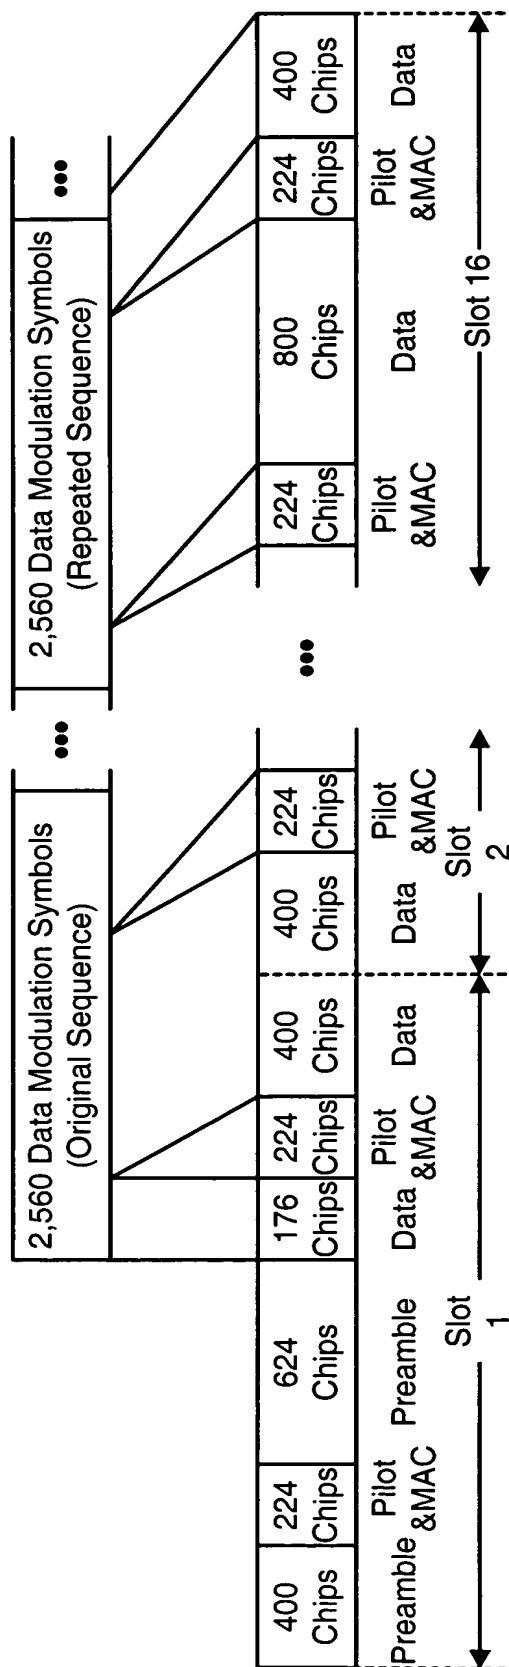 2,560 Data Modulation Symbols
(Original Sequence)
•••
2,560 Data Modulation Symbols
(Repeated Sequence)
•••
400
Chips
224
Chips
624
Chips
176
Chips
224
Chips
400
Chips
400
Chips
224
Chips
•••
224
Chips
800
Chips
224
Chips
400
Chips
Preamble
Pilot
&MAC
Preamble
Data
Pilot
&MAC
Data
Data
Pilot
&MAC
Pilot
&MAC
Data
Pilot
&MAC
Data
Slot
1
Slot
2
Slot 16